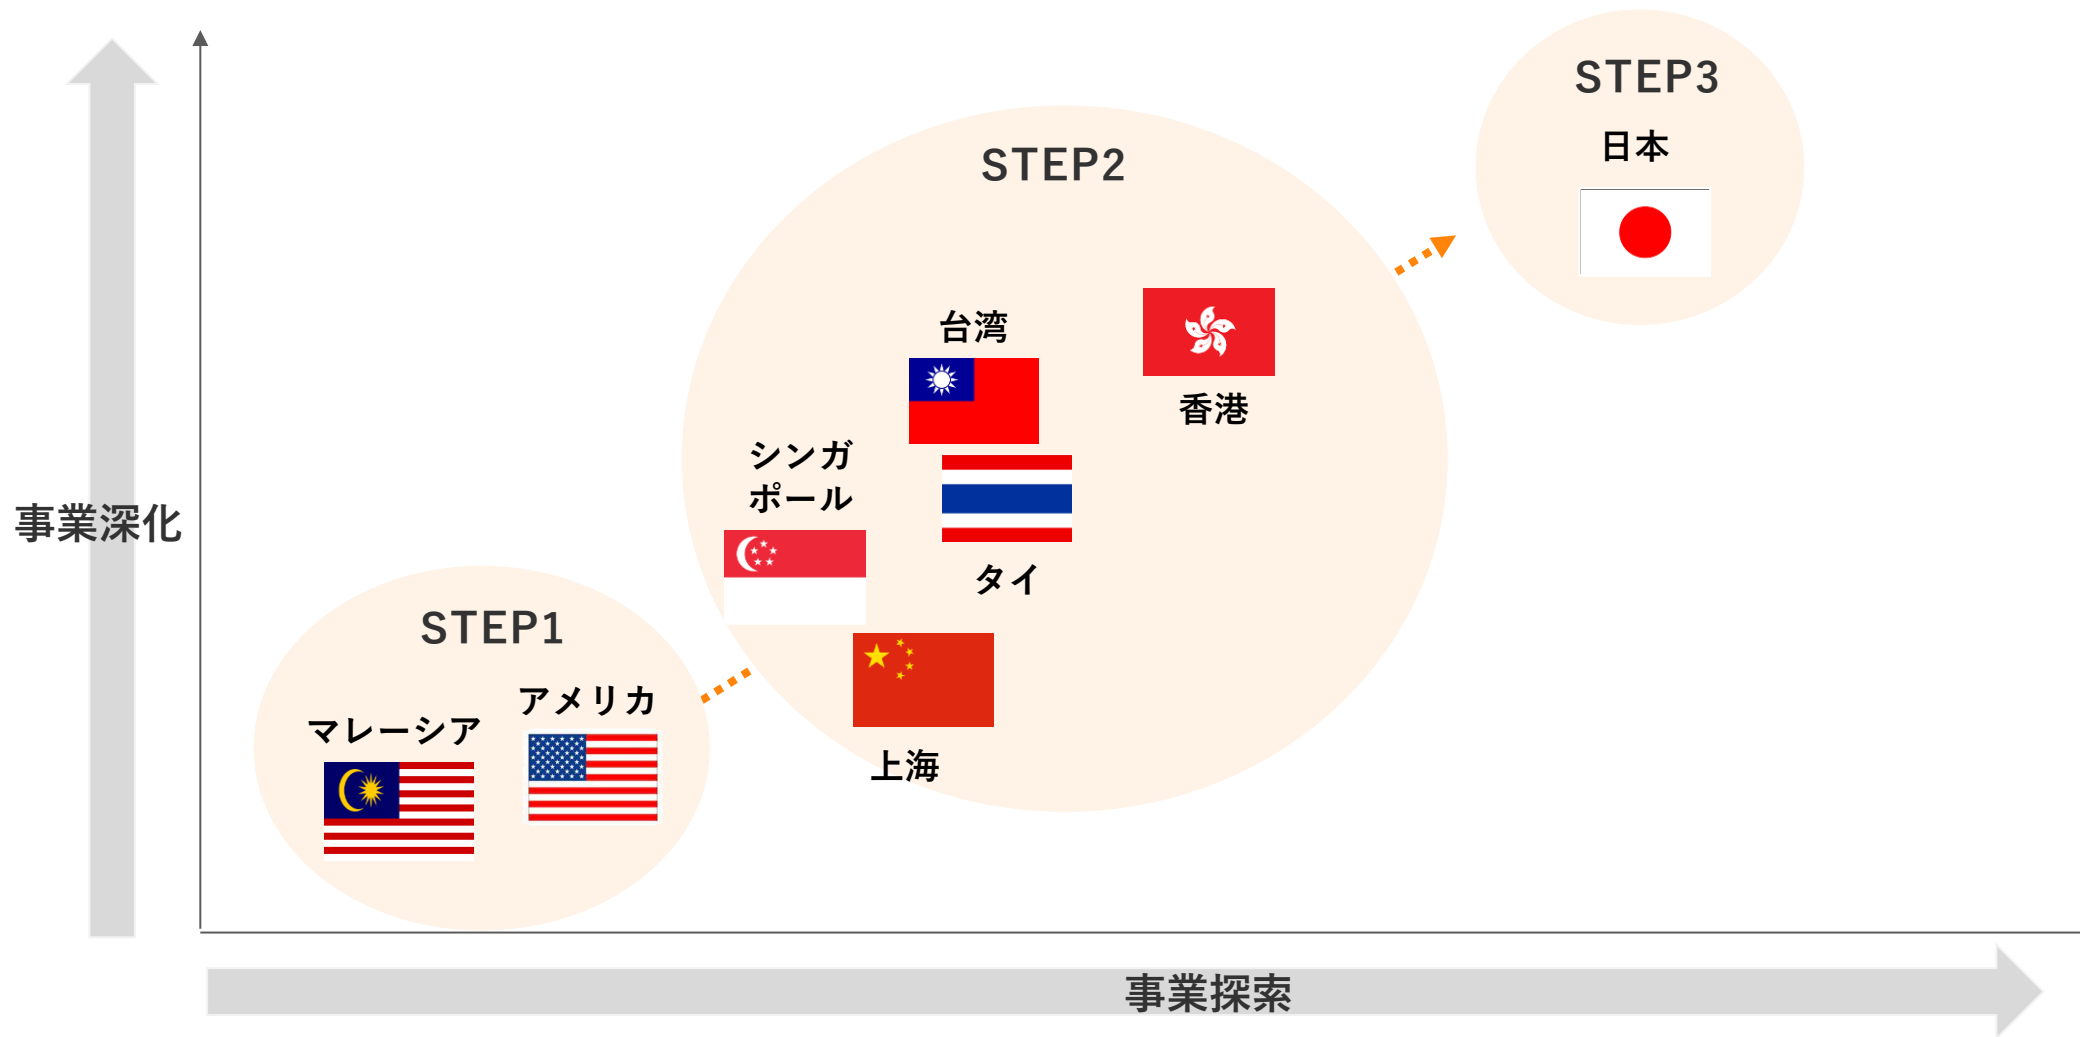 STEP3
日本
STEP2
台湾
香港
シンガ
ポール
タイ
上海
事業深化
STEP1
アメリカ
マレーシア
事業探索